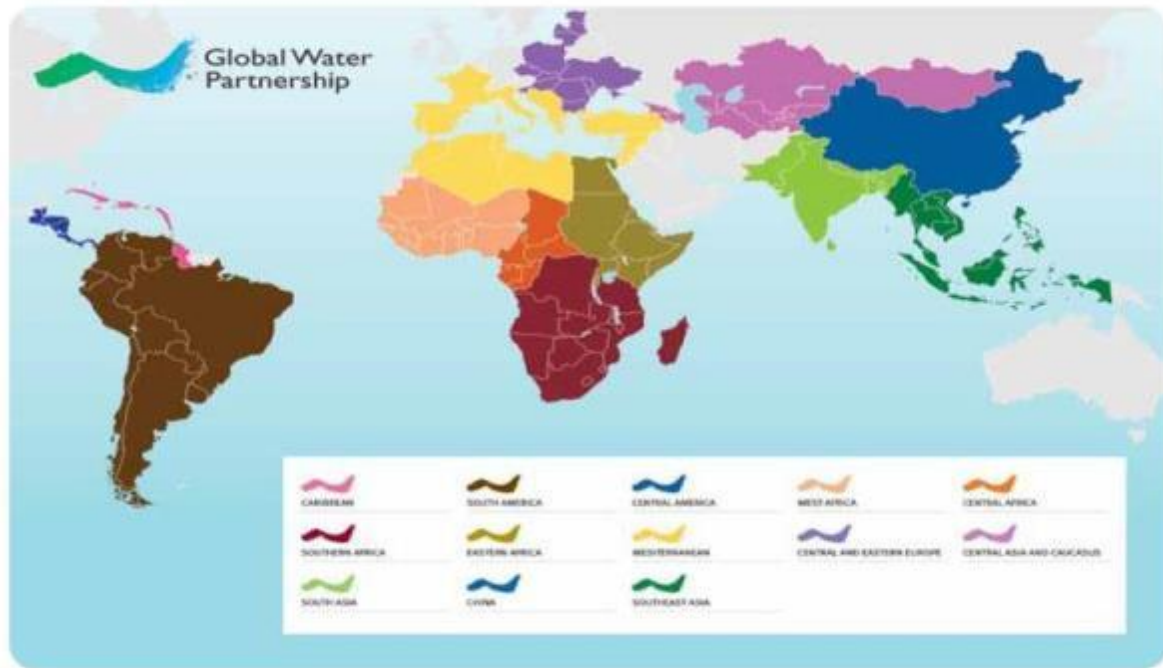 Global Water
Partnership
CARIBBEAN
SOUTH AMERICA
CENTRAL AMERICA
WEST AFRICA
CENTRAL AFRICA
SOUTHERN AFRICA
EASTERN AFRICA
MEDITERRANEAN
CENTRAL AND EASTERN EUROPE
CENTRAL ASIA AND CAUCASUS
SOUTH ASIA
CHINA
SOUTHEAST ASIA